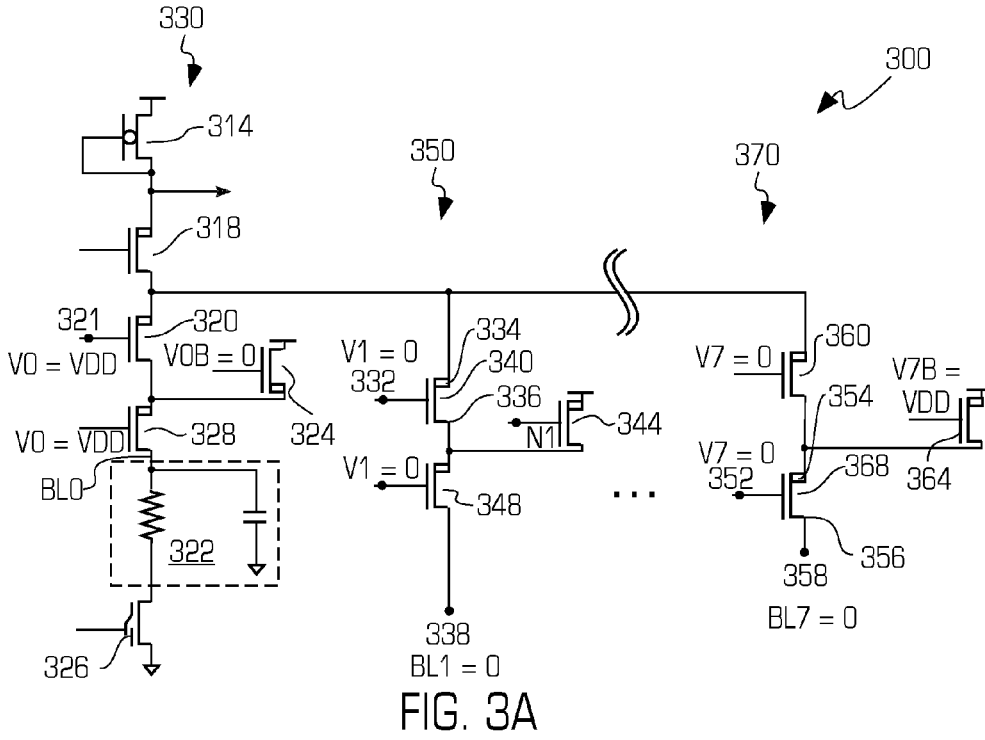 330
300
314
350
370
318
321
320
V0 = VDD
V0B = 0
324
V0 = VDD
328
BL0
322
326
V1 = 0
332
334
340
336
N1
344
V1 = 0
348
338
BL1 = 0
. . .
V7 = 0
360
354
V7B =
VDD
364
V7 = 0
352
368
356
358
BL7 = 0
FIG. 3A